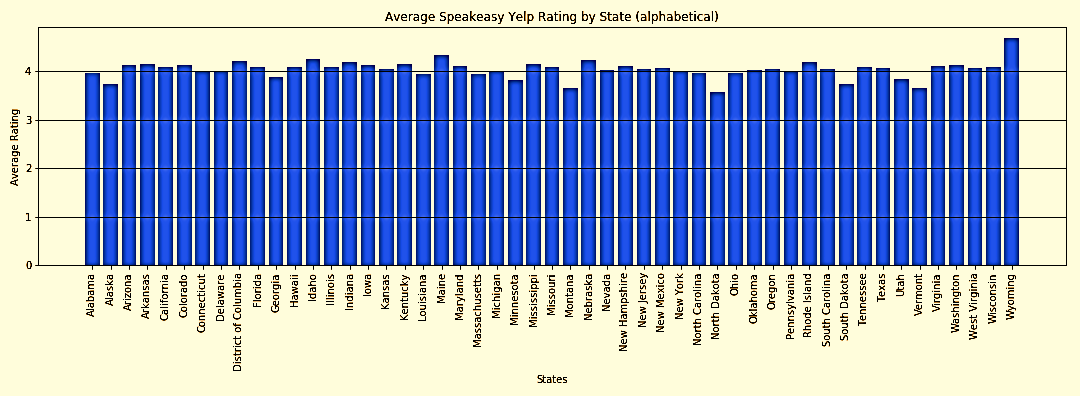 Average Speakeasy Yelp Rating by State (alphabetical)
Average Rating
4
3
2
1
0
Alabama
Alaska
Arizona
Arkansas
California
Colorado
Connecticut
Delaware
District of Columbia
Florida
Georgia
Hawaii
Idaho
Illinois
Indiana
Iowa
Kansas
Kentucky
Louisiana
Maine
Maryland
Massachusetts
Michigan
Minnesota
Mississippi
Missouri
Montana
Nebraska
Nevada
New Hampshire
New Jersey
New Mexico
New York
North Carolina
North Dakota
Ohio
Oklahoma
Oregon
Pennsylvania
Rhode Island
South Carolina
South Dakota
Tennessee
Texas
Utah
Vermont
Virginia
Washington
West Virginia
Wisconsin
Wyoming
States